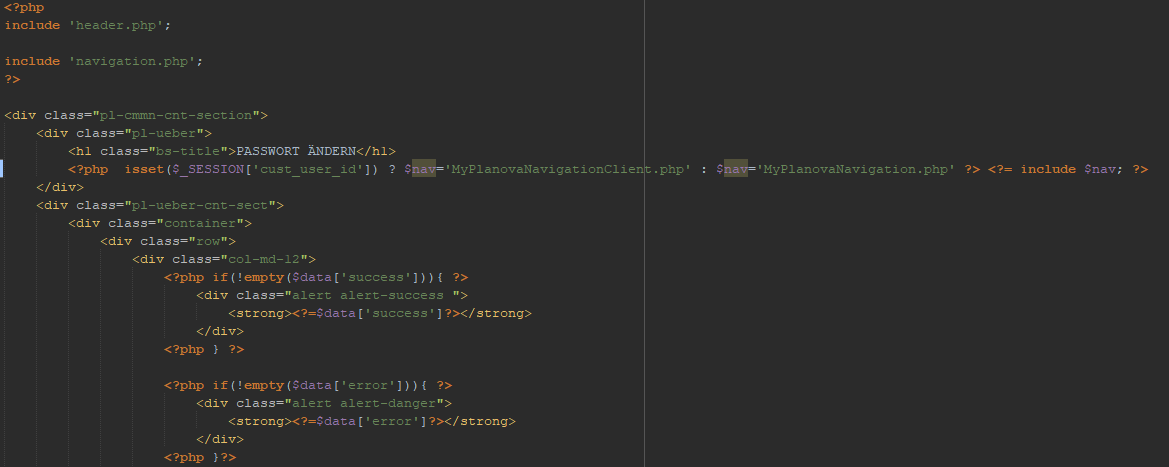 <?php
include 'header.php';
include 'navigation.php';
?>
<div class="pl-cmmn-cnt-section">
<div class="pl-ueber">
<h1 class="bs-title">PASSWORT ÄNDERN</h1>
<?php  isset($_SESSION['cust_user_id']) ? $nav='MyPlanovaNavigationClient.php' : $nav='MyPlanovaNavigation.php' ?> <?= include $nav; ?>
</div>
<div class="pl-ueber-cnt-sect">
<div class="container">
<div class="row">
<div class="col-md-12">
<?php if(!empty($data['success'])){ ?>
<div class="alert alert-success ">
<strong><?=$data['success']?></strong>
</div>
<?php } ?>
<?php if(!empty($data['error'])){ ?>
<div class="alert alert-danger">
<strong><?=$data['error']?></strong>
</div>
<?php }?>